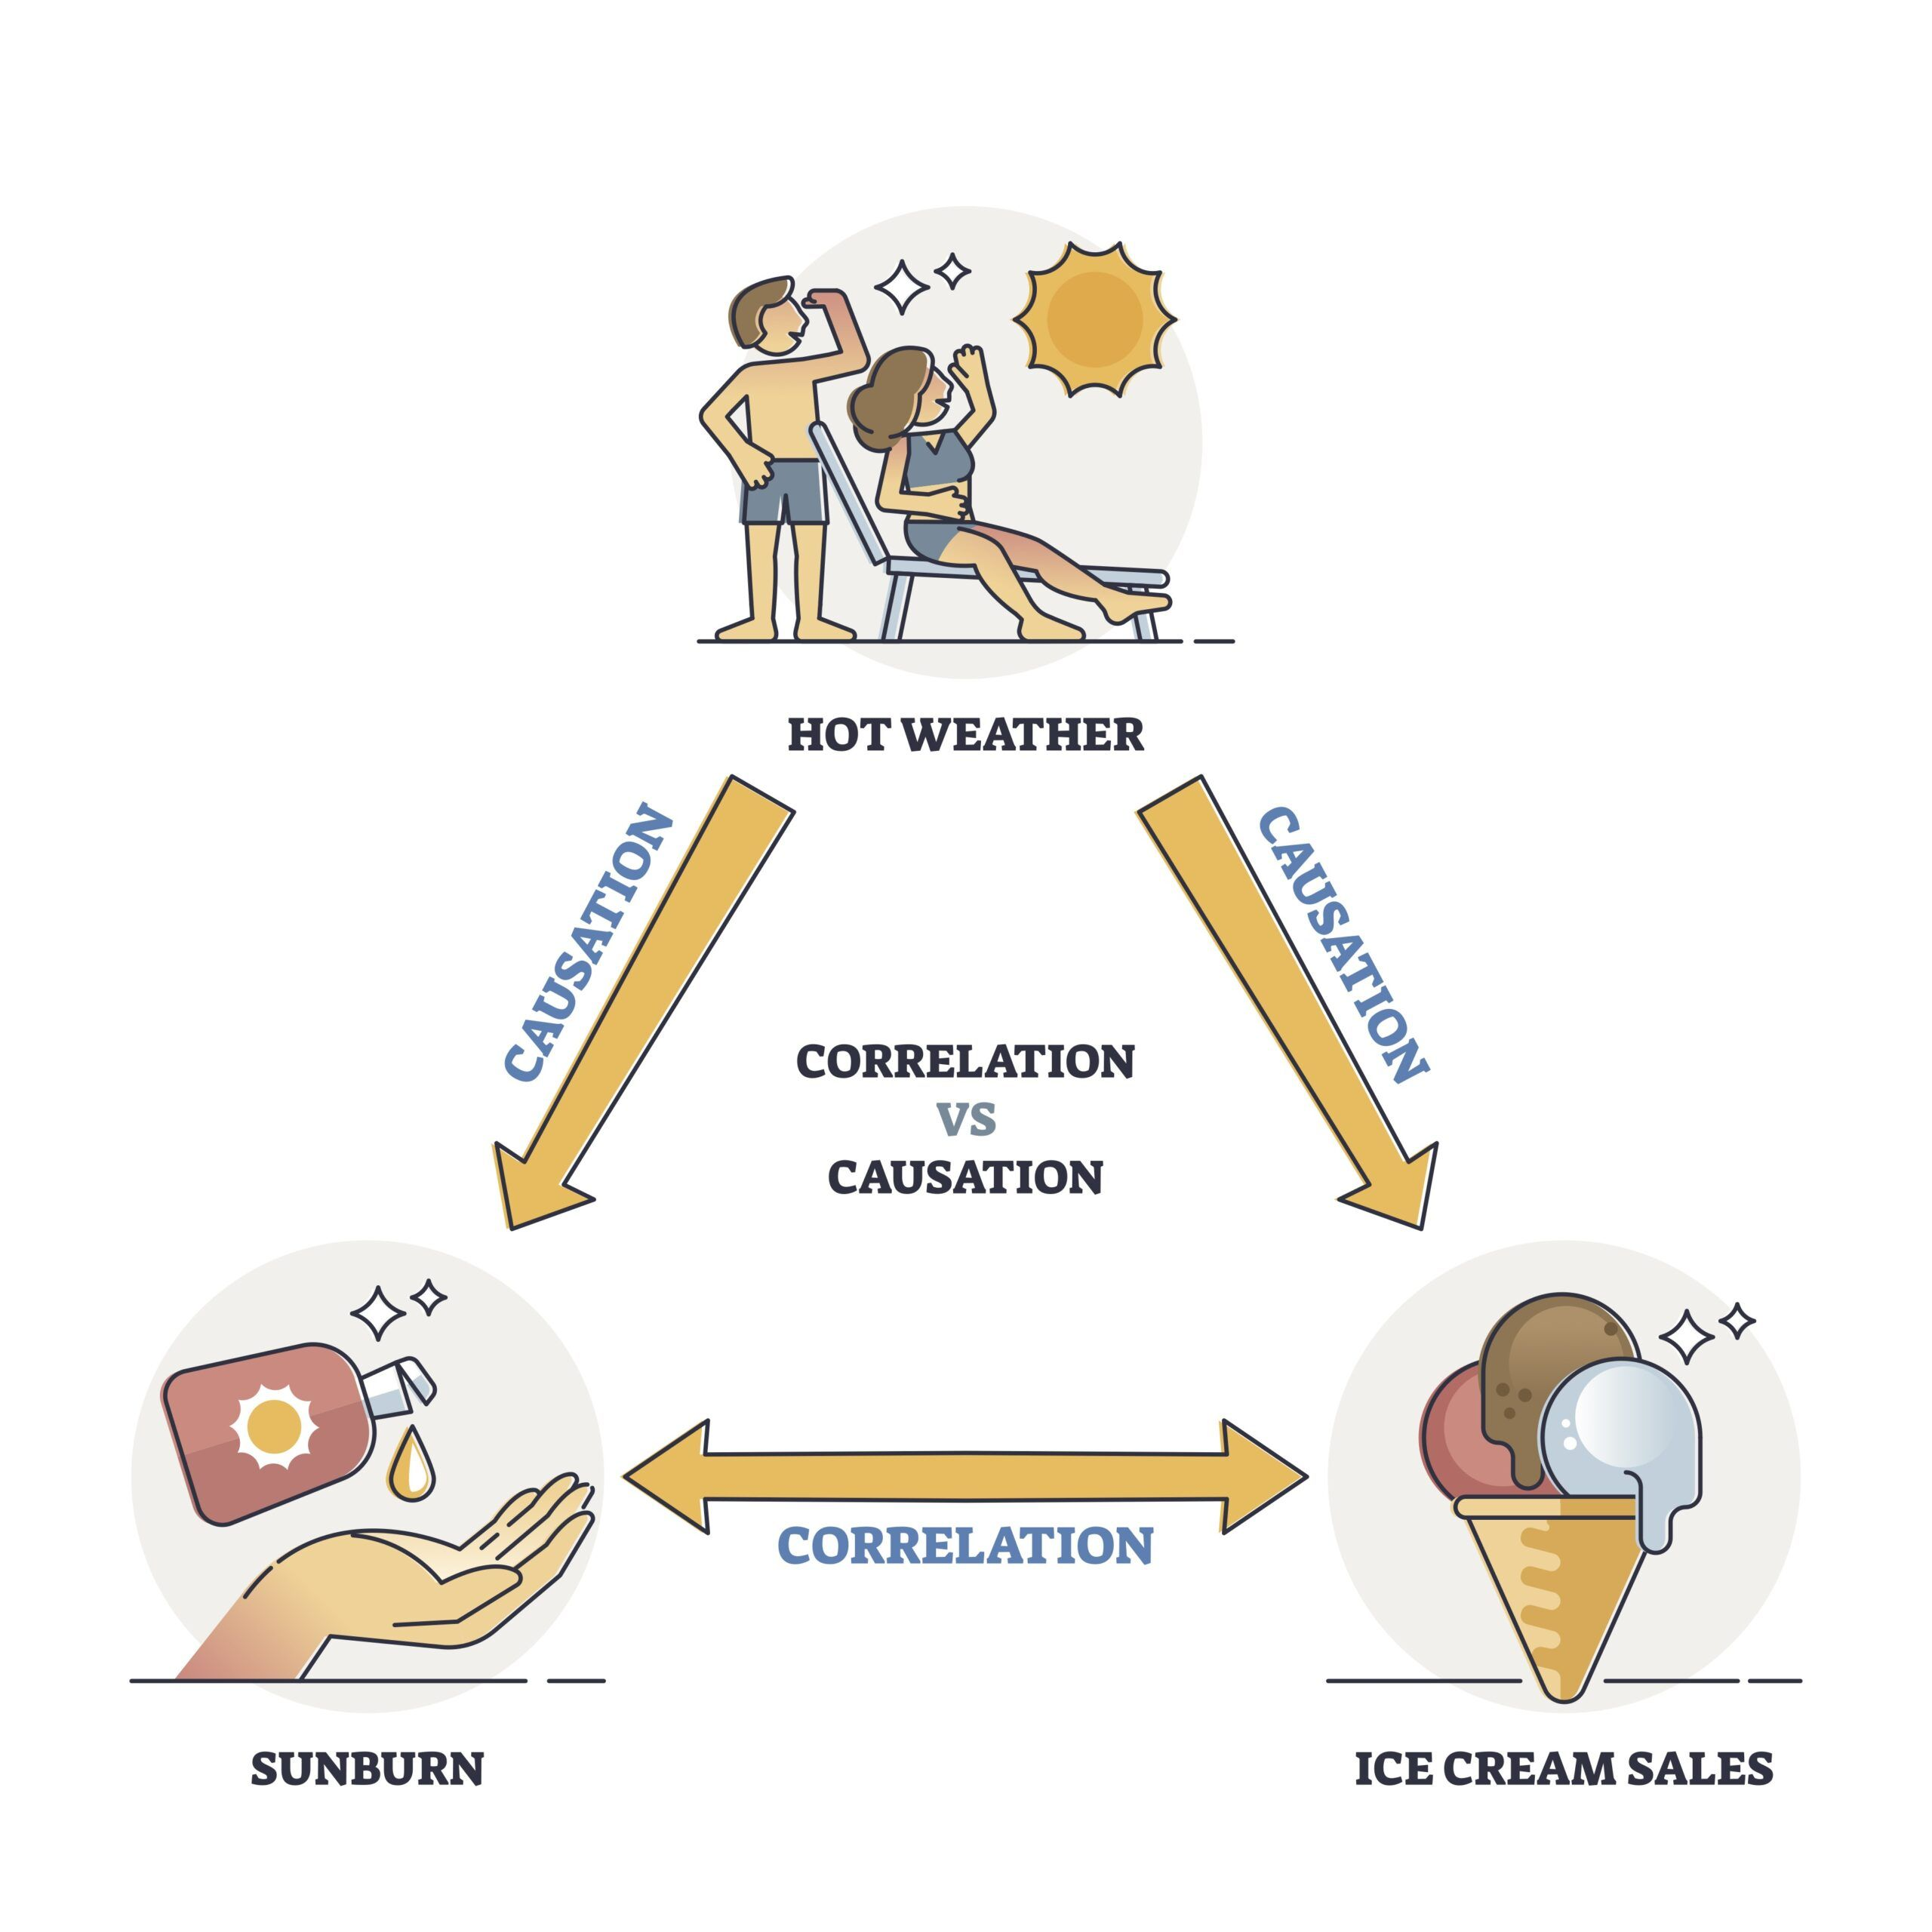 HOT WEATHER
CAUSATION
CAUSATION
CORRELATION
VS
CAUSATION
CORRELATION
SUNBURN
ICE CREAM SALES